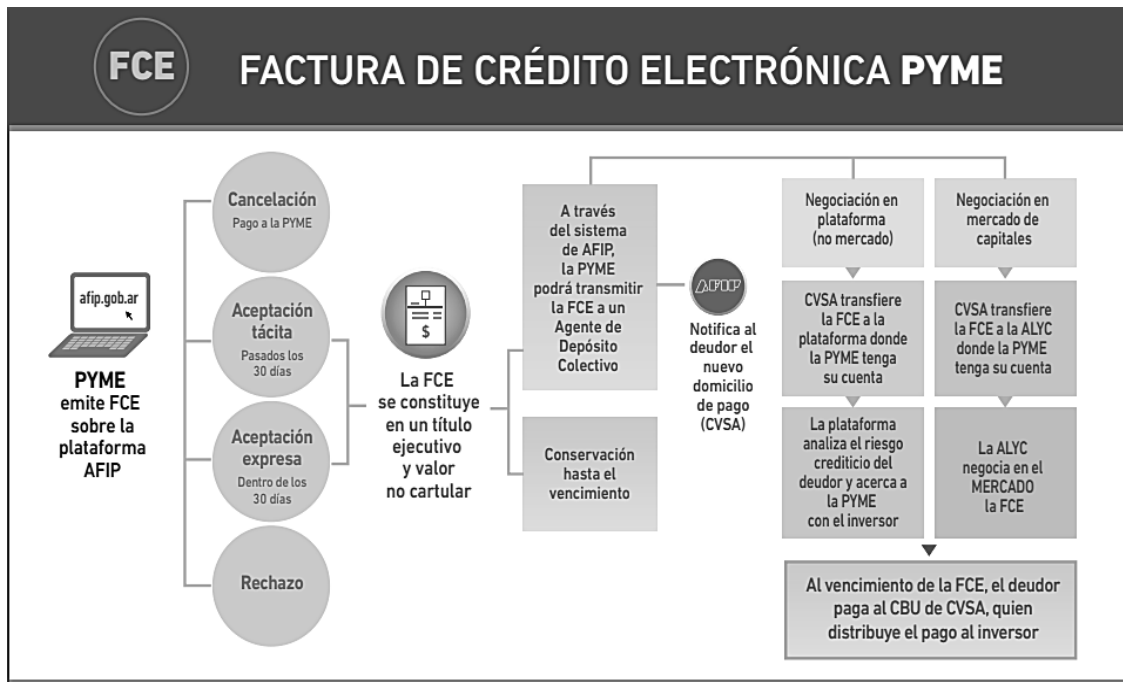 FCE
FACTURA DE CRÉDITO ELECTRÓNICA PYME
afip.gob.ar
PYME
emite FCE
sobre la
plataforma
AFIP
Cancelación
Pago a la PYME
Aceptación
tácita
Pasados los
30 días
Aceptación
expresa
Dentro de los
30 días
Rechazo
$
La FCE
se constituye
en un título
ejecutivo
y valor
no cartular
A través
del sistema
de AFIP,
la PYME
podrá transmitir
la FCE a un
Agente de
Depósito
Colectivo
Conservación
hasta el
vencimiento
AFIP
Notifica al
deudor el
nuevo
domicilio
de pago
(CVSA)
Negociación en
plataforma
(no mercado)
CVSA transfiere
la FCE a la
plataforma donde
la PYME tenga
su cuenta
La plataforma
analiza el riesgo
crediticio del
deudor y acerca a
la PYME
con el inversor
Negociación en
mercado de
capitales
CVSA transfiere
la FCE a la ALYC
donde la PYME
tenga su cuenta
La ALYC
negocia en el
MERCADO
la FCE
Al vencimiento de la FCE, el deudor
paga al CBU de CVSA, quien
distribuye el pago al inversor